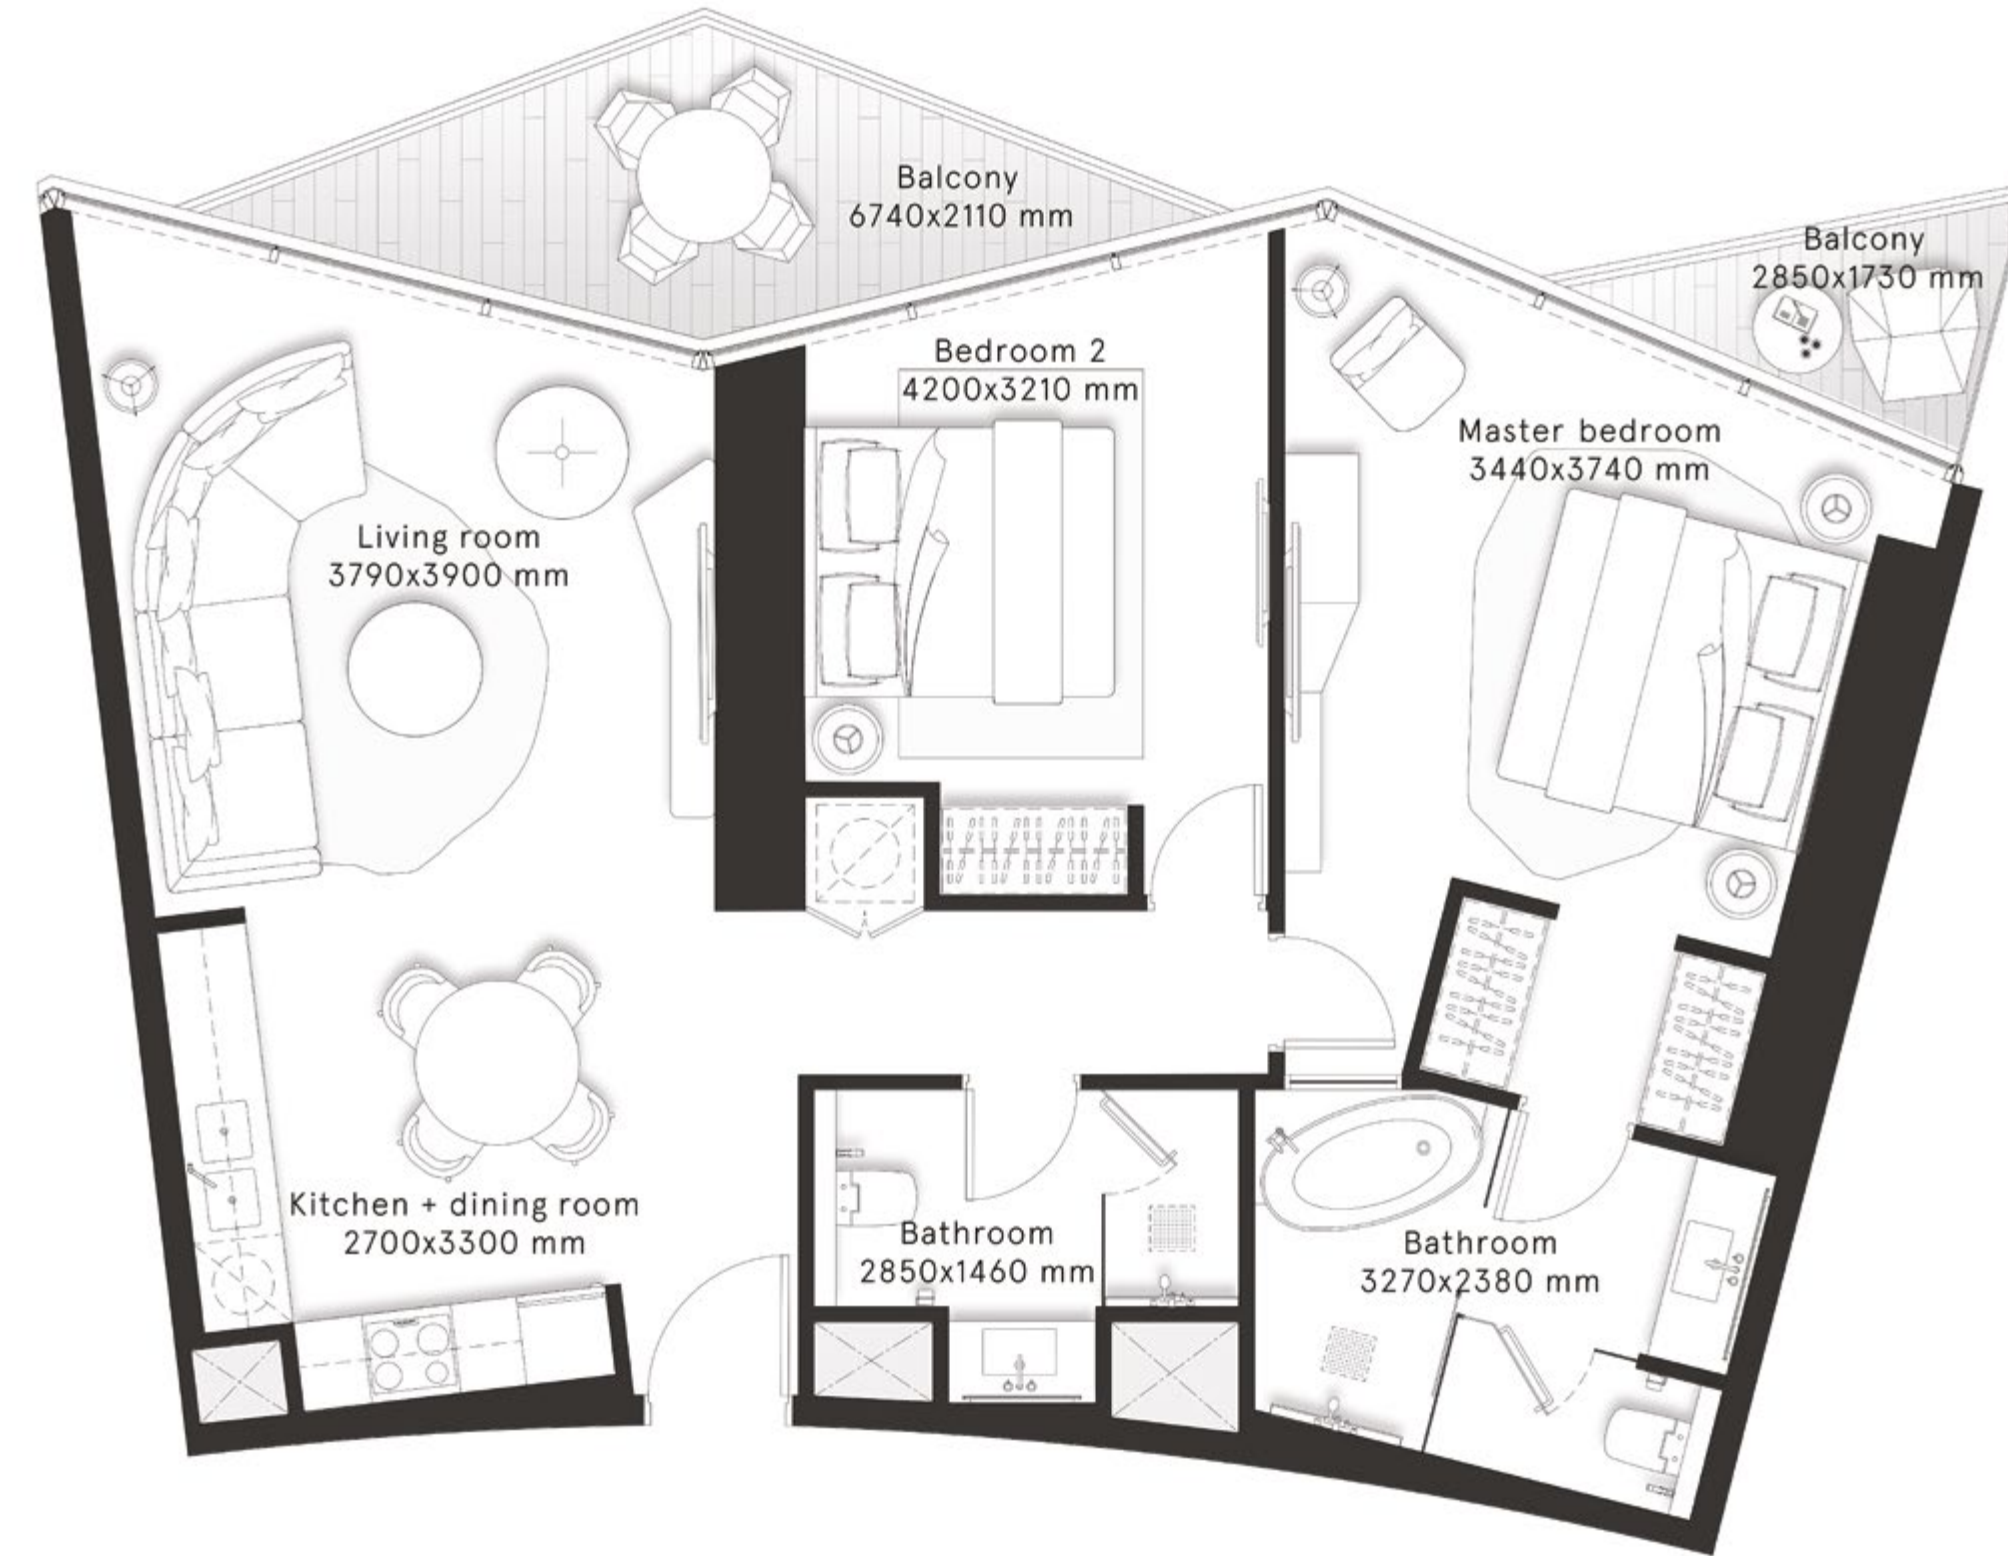 Balcony
6740x2110 mm
Balcony
2850x1730 mm
Bedroom 2
4200x3210 mm
Master bedroom
3440x3740 mm
Living room
3790x3900 mm
Kitchen + dining room
2700x3300 mm
Bathroom
2850x1460 mm
Bathroom
3270x2380 mm